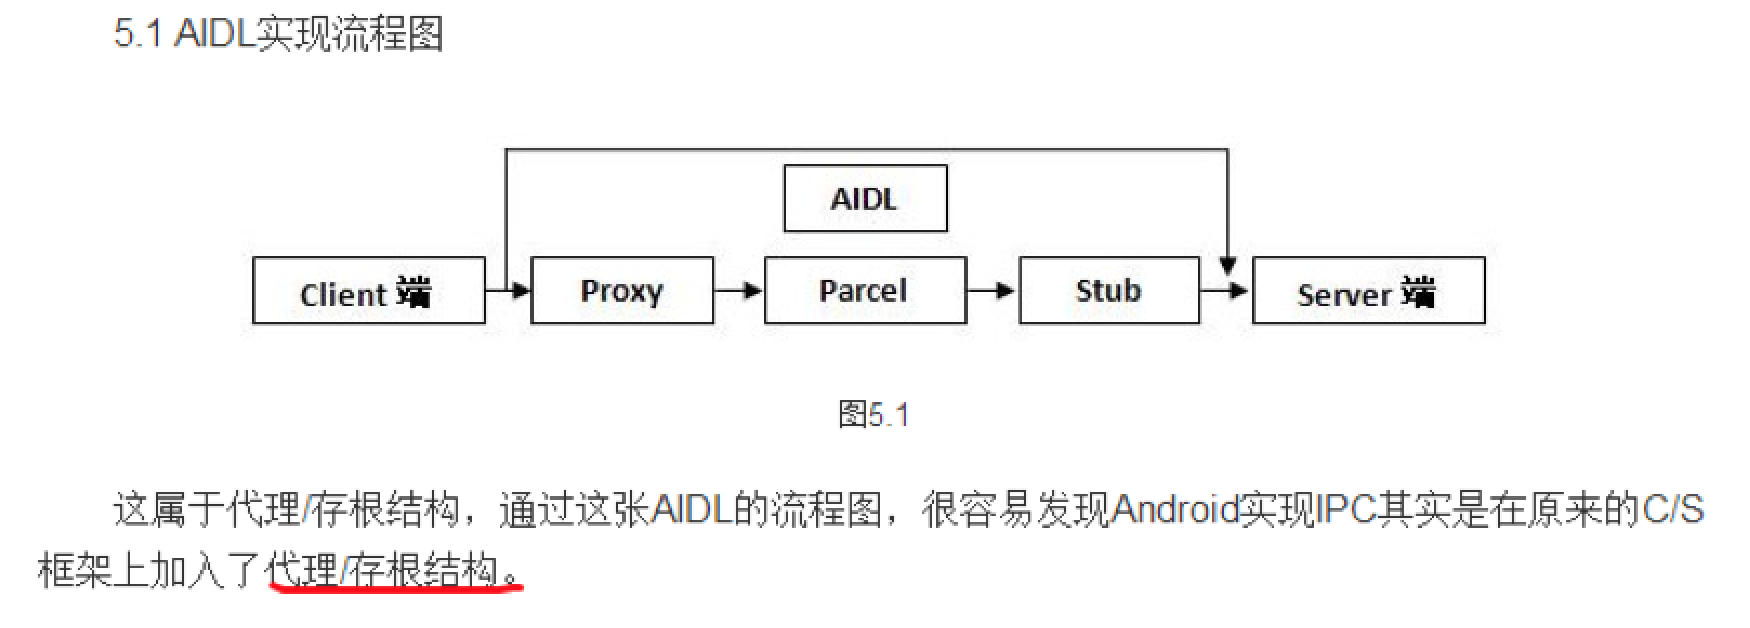 5.1 AIDL实现流程图
AIDL
Client 端
Proxy
Parcel
Stub
Server 端
图5.1
这属于代理/存根结构，通过这张AIDL的流程图，很容易发现Android实现IPC其实是在原来的C/S
框架上加入了代理/存根结构。